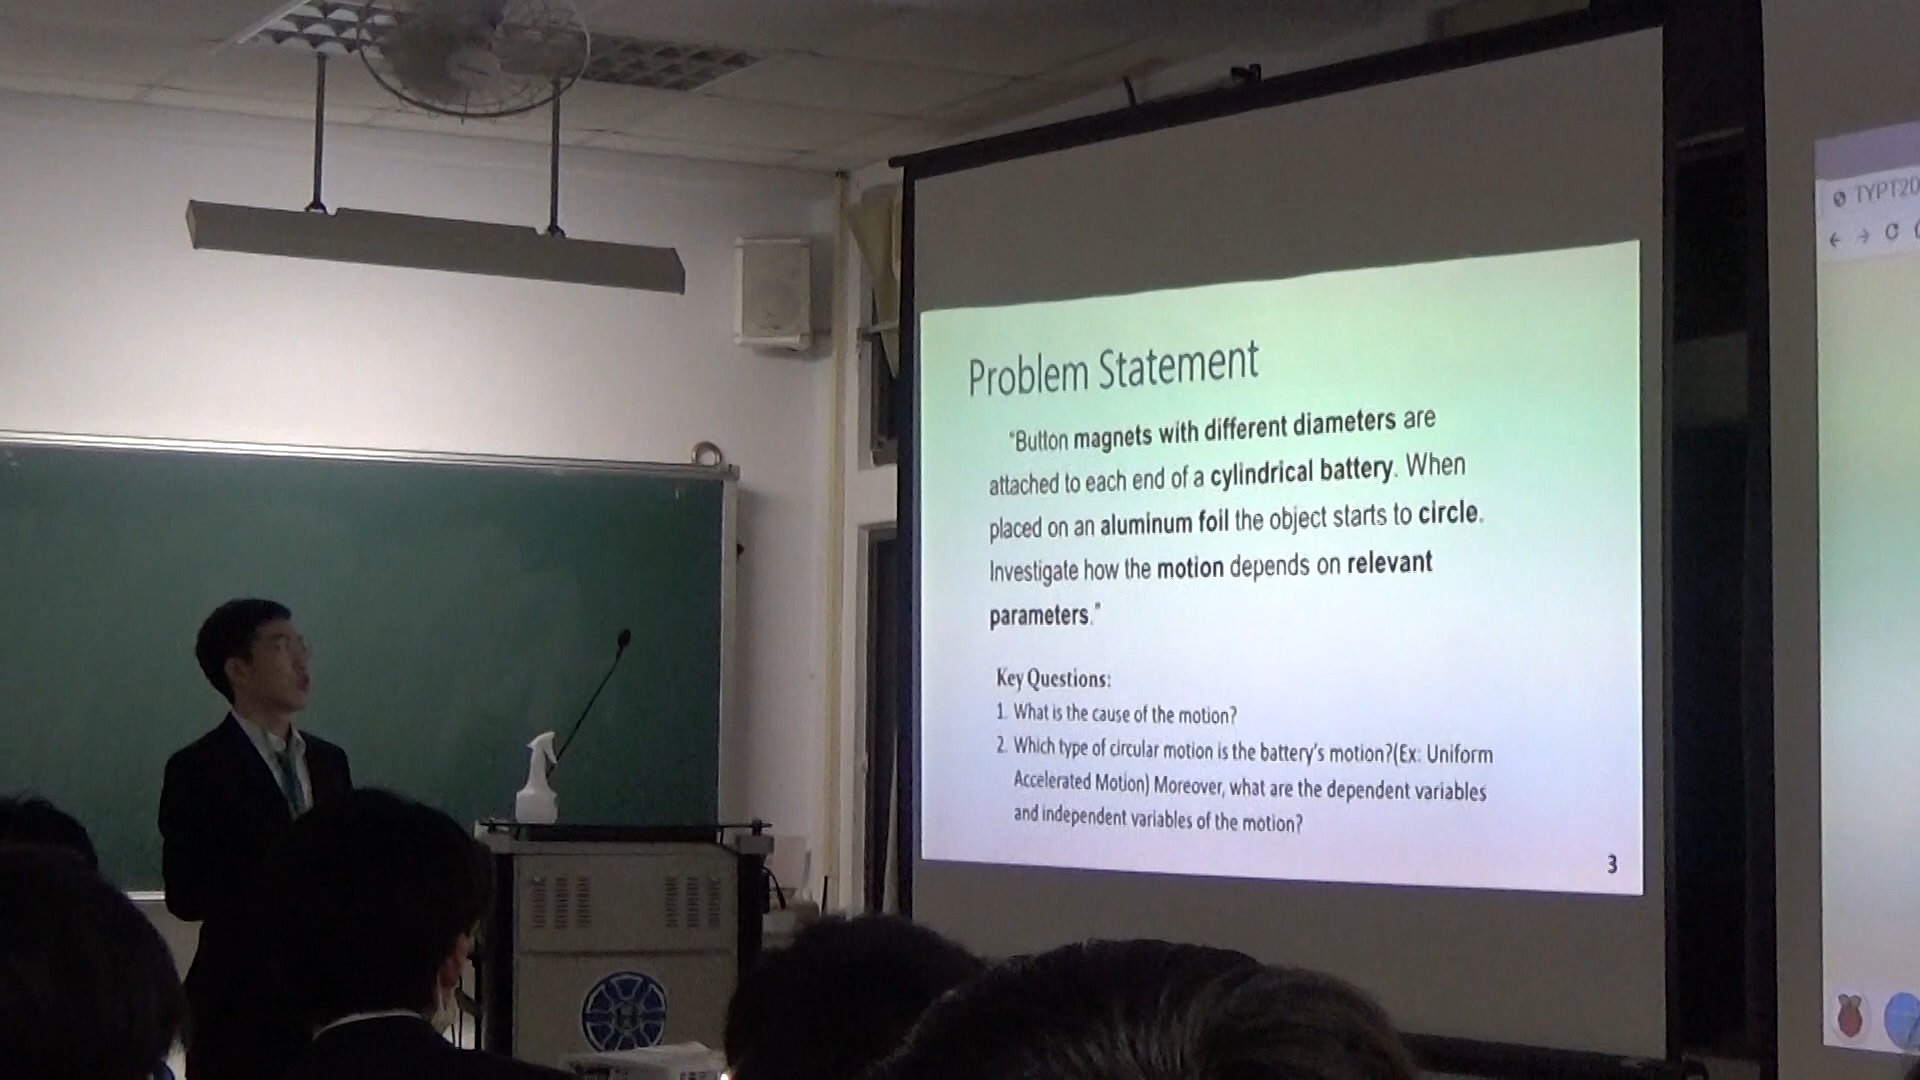 Problem Statement
"Button magnets with different diameters are
attached to each end of a cylindrical battery. When
placed on an aluminum foil the object starts to circle.
Investigate how the motion depends on relevant
parameters."
Key Questions:
1. What is the cause of the motion?
2. Which type of circular motion is the battery's motion?(Ex: Uniform
Accelerated Motion) Moreover, what are the dependent variables
and independent variables of the motion?
3
TYPT20